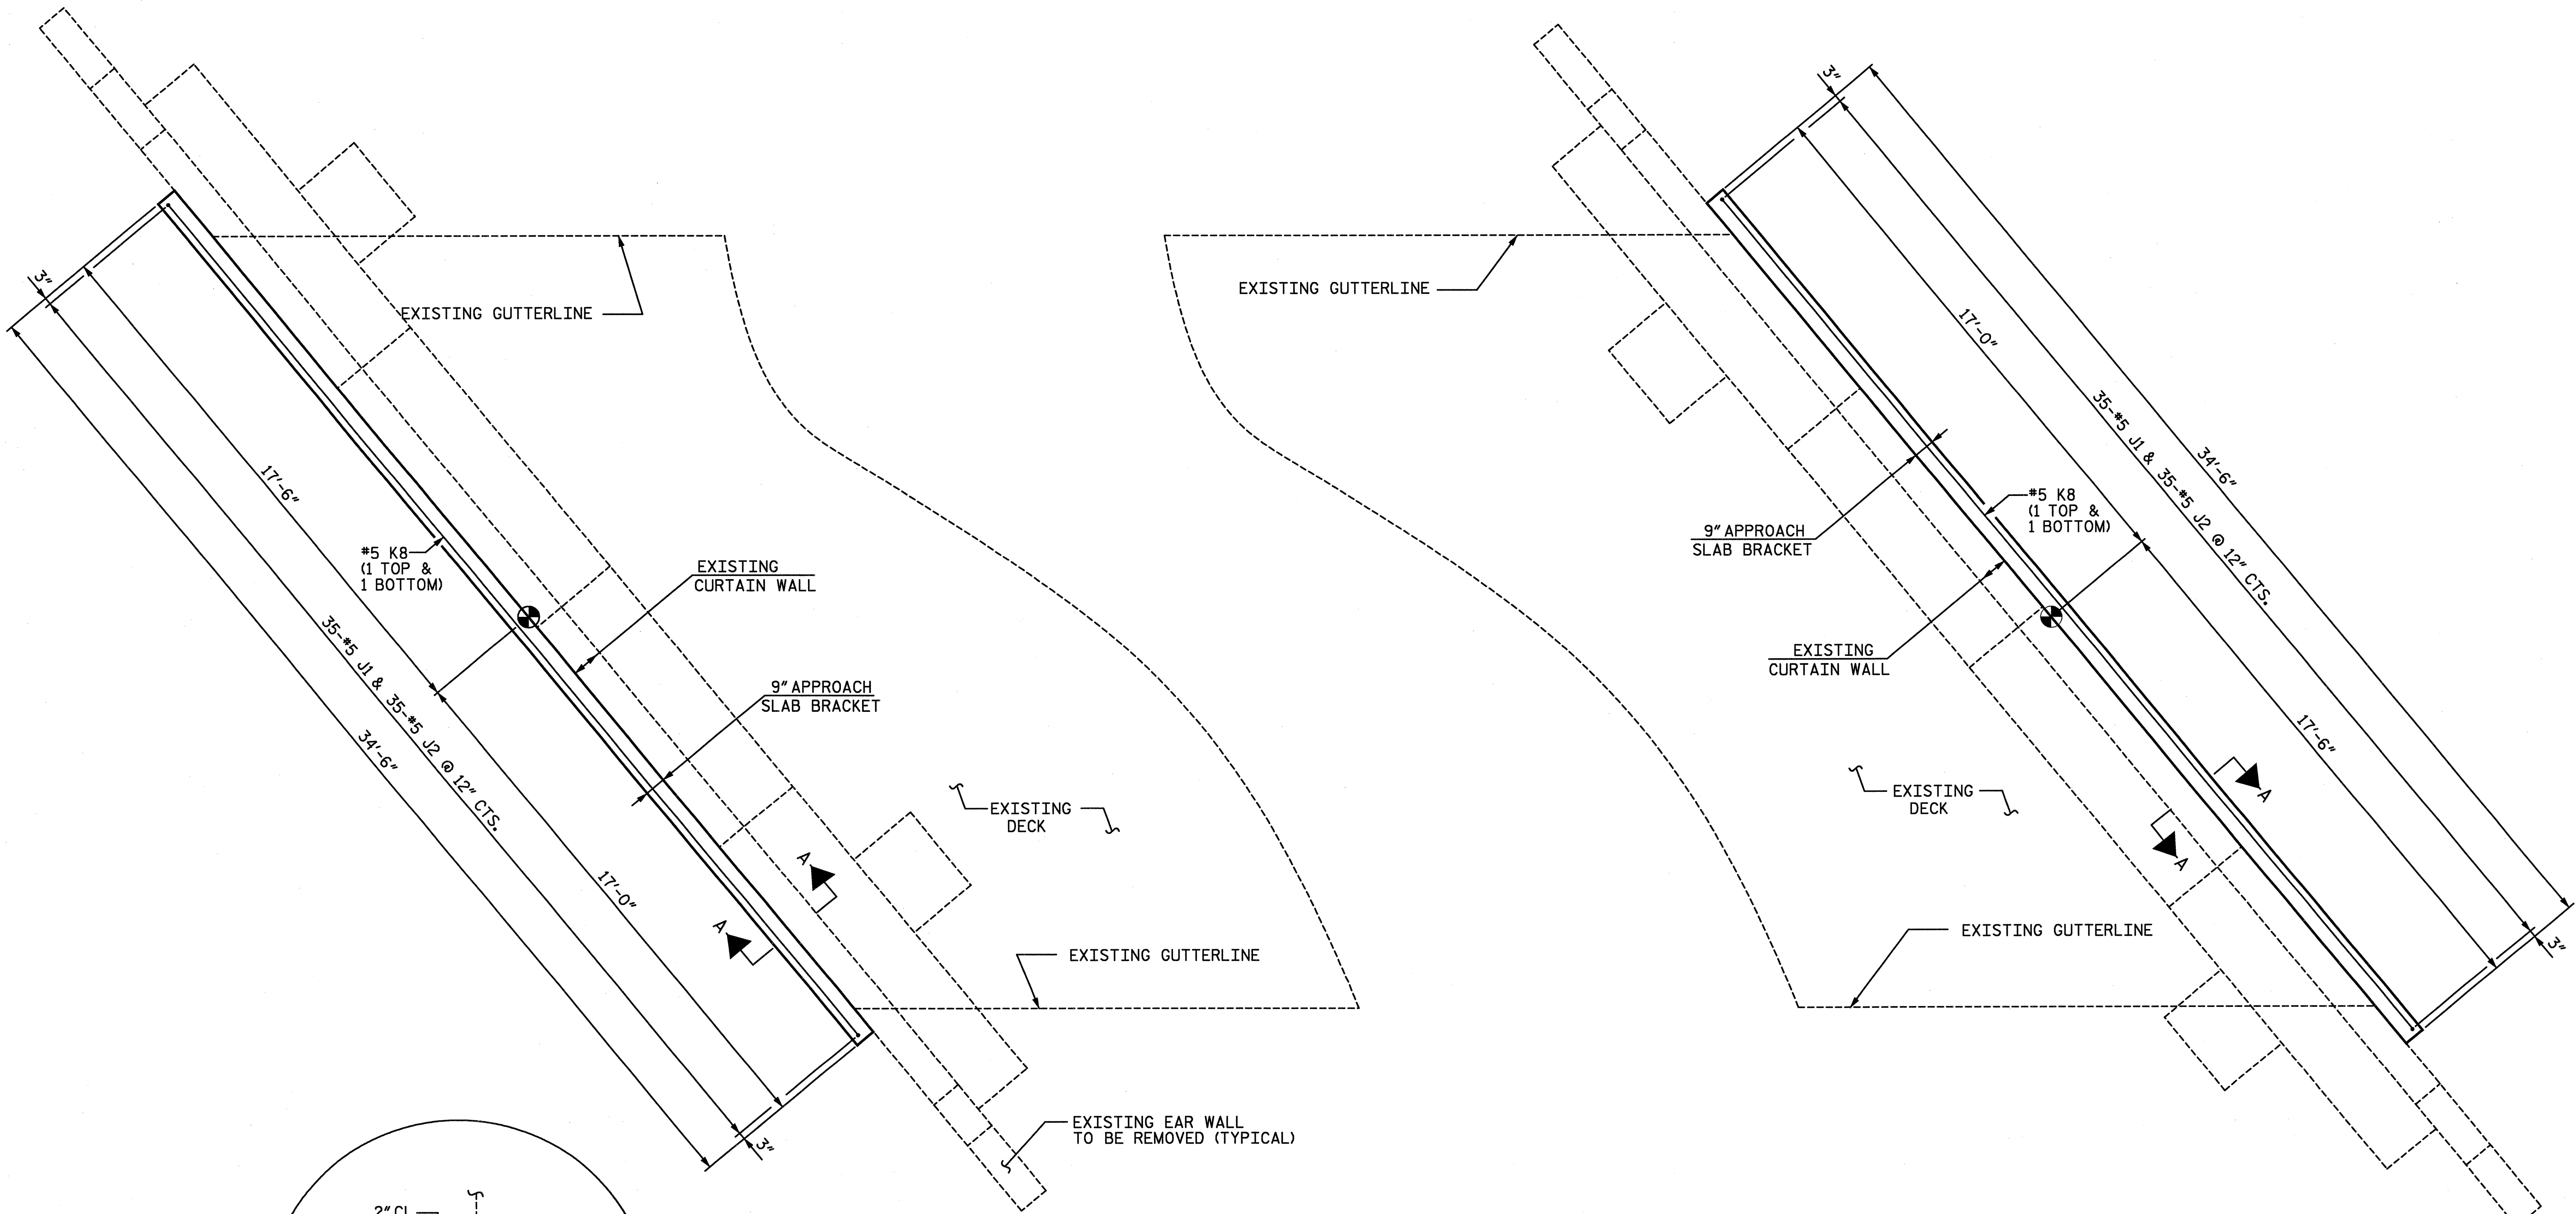 3"
EXISTING GUTTERLINE
17'-6"
#5 K8
(1 TOP &
1 BOTTOM)
35-#5 J1 & 35-#5 J2 @ 12" CTS.
34'-6"
EXISTING
CURTAIN WALL
9" APPROACH
SLAB BRACKET
17'-0"
A
A
EXISTING
DECK
EXISTING GUTTERLINE
EXISTING EAR WALL
TO BE REMOVED (TYPICAL)
3"
2" CL
3"
EXISTING GUTTERLINE
17'-0"
35-#5 J1 & 35-#5 J2 @ 12" CTS.
34'-6"
#5 K8
(1 TOP &
1 BOTTOM)
9" APPROACH
SLAB BRACKET
EXISTING
CURTAIN WALL
17'-6"
A
A
EXISTING
DECK
EXISTING GUTTERLINE
3"